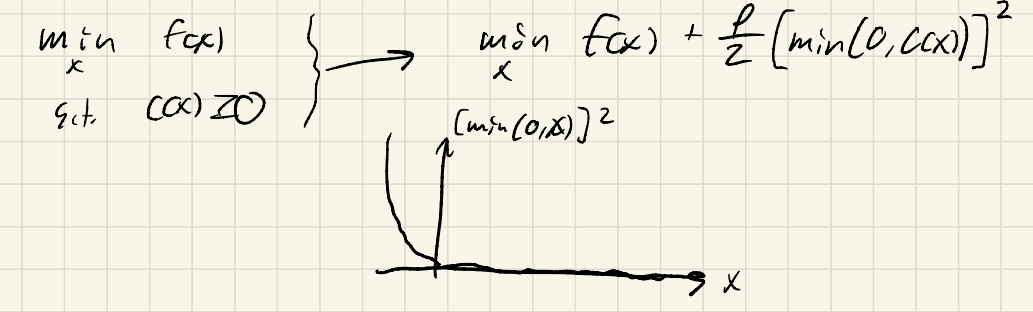 min f(x) } → min f(x) + ρ/2 [min(0, c(x))]²
x x
s.t. c(x) ≥ 0
[min(0,x)]²
x